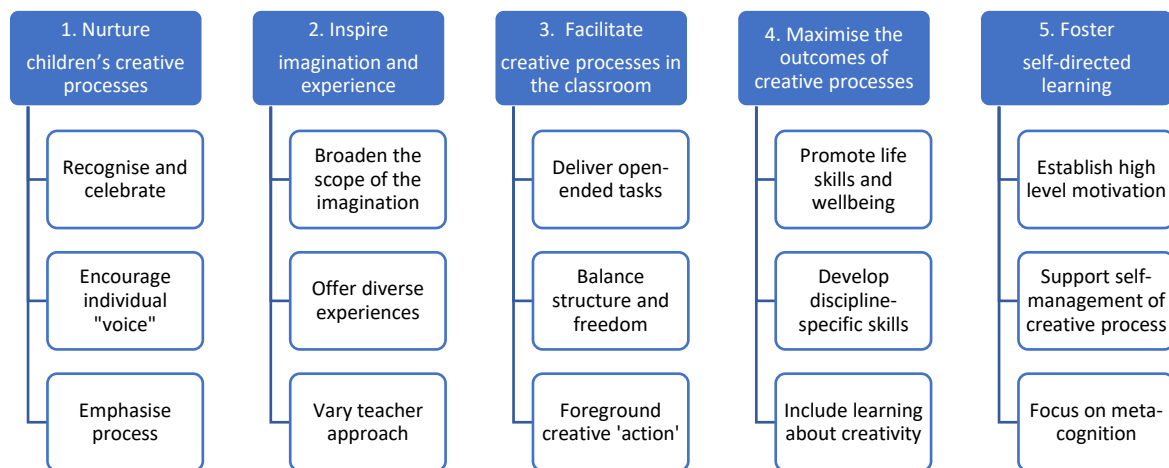 1. Nurture
children's creative
processes
Recognise and
celebrate
Encourage
individual
"voice"
Emphasise
process
2. Inspire
imagination and
experience
Broaden the
scope of the
imagination
Offer diverse
experiences
Vary teacher
approach
3. Facilitate
creative processes in
the classroom
Deliver open-
ended tasks
Balance
structure and
freedom
Foreground
creative 'action'
4. Maximise the
outcomes of
creative processes
Promote life
skills and
wellbeing
Develop
discipline-
specific skills
Include learning
about creativity
5. Foster
self-directed
learning
Establish high
level motivation
Support self-
management of
creative process
Focus on meta-
cognition